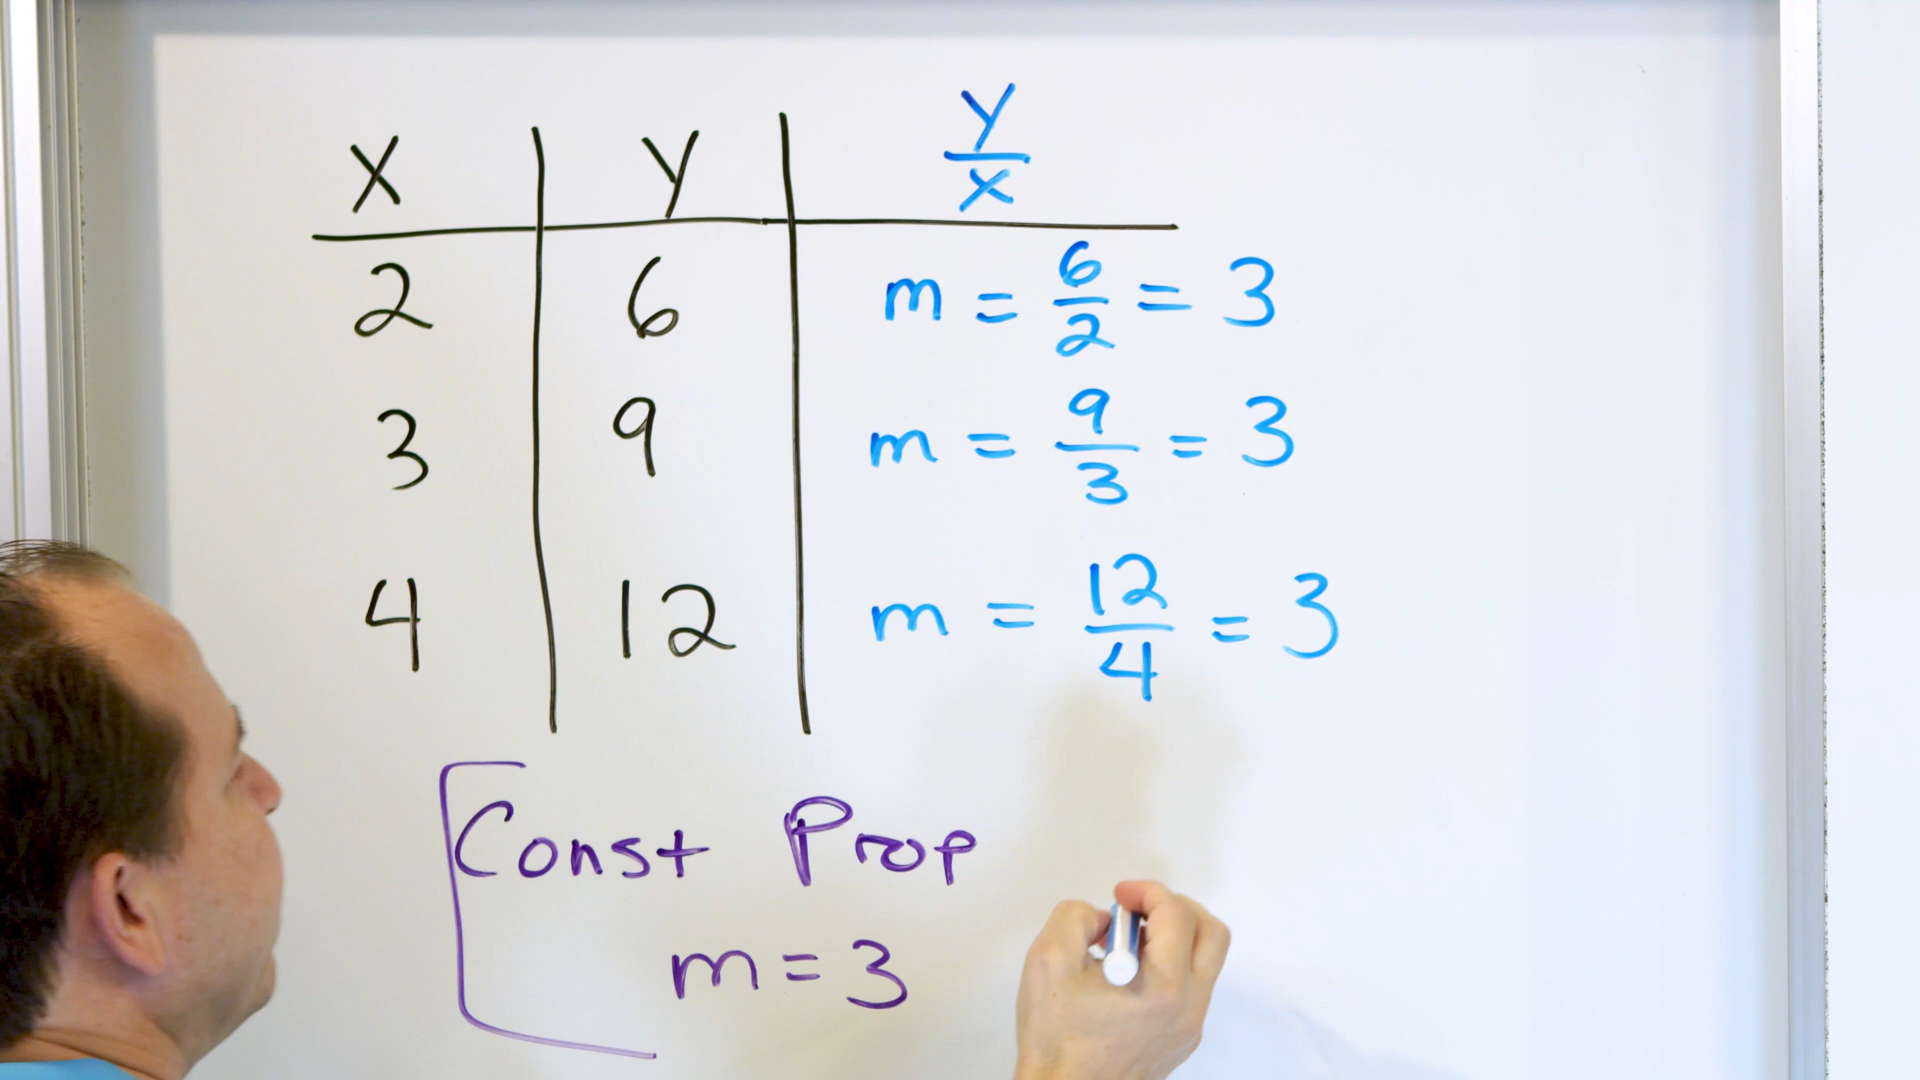 X Y Y/X
2 6 m = 6/2 = 3
3 9 m = 9/3 = 3
4 12 m = 12/4 = 3
Const Prop
m = 3